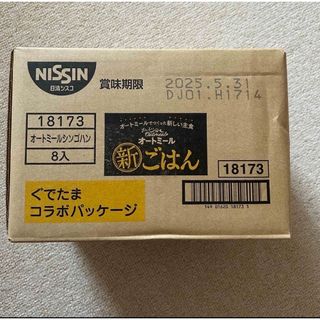 NISSIN
日清シスコ
賞味期限
2025.5.31
DJ01.H1714
18173
オートミールシンゴハン
8入
オートミールでつくった新しい主食
オートミール
新ごはん
18173
ぐでたま
コラボパッケージ